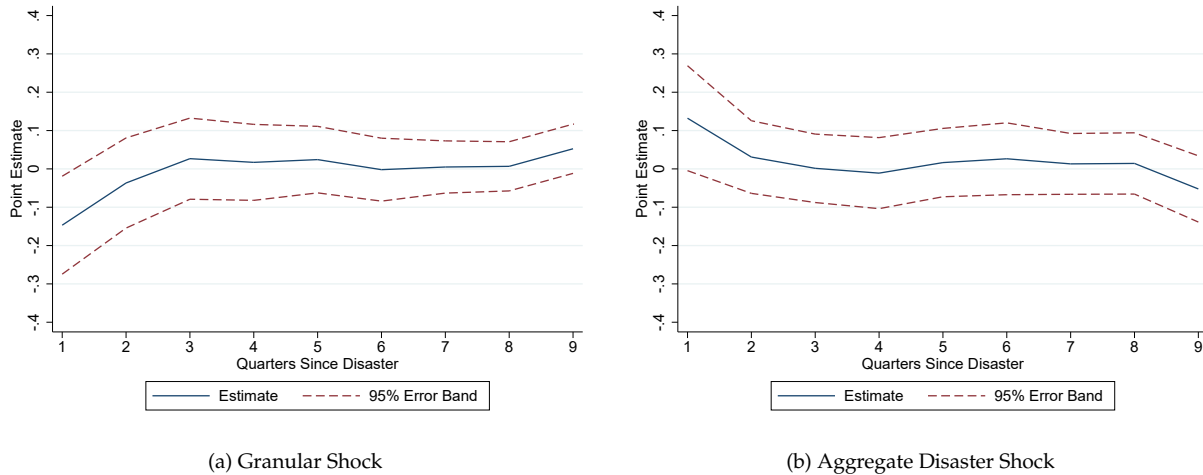 Point Estimate
.4
.3
.2
.1
0
-.1
-.2
-.3
-.4
1 2 3 4 5 6 7 8 9
Quarters Since Disaster
Estimate 95% Error Band
(a) Granular Shock
Point Estimate
.4
.3
.2
.1
0
-.1
-.2
-.3
-.4
1 2 3 4 5 6 7 8 9
Quarters Since Disaster
Estimate 95% Error Band
(b) Aggregate Disaster Shock